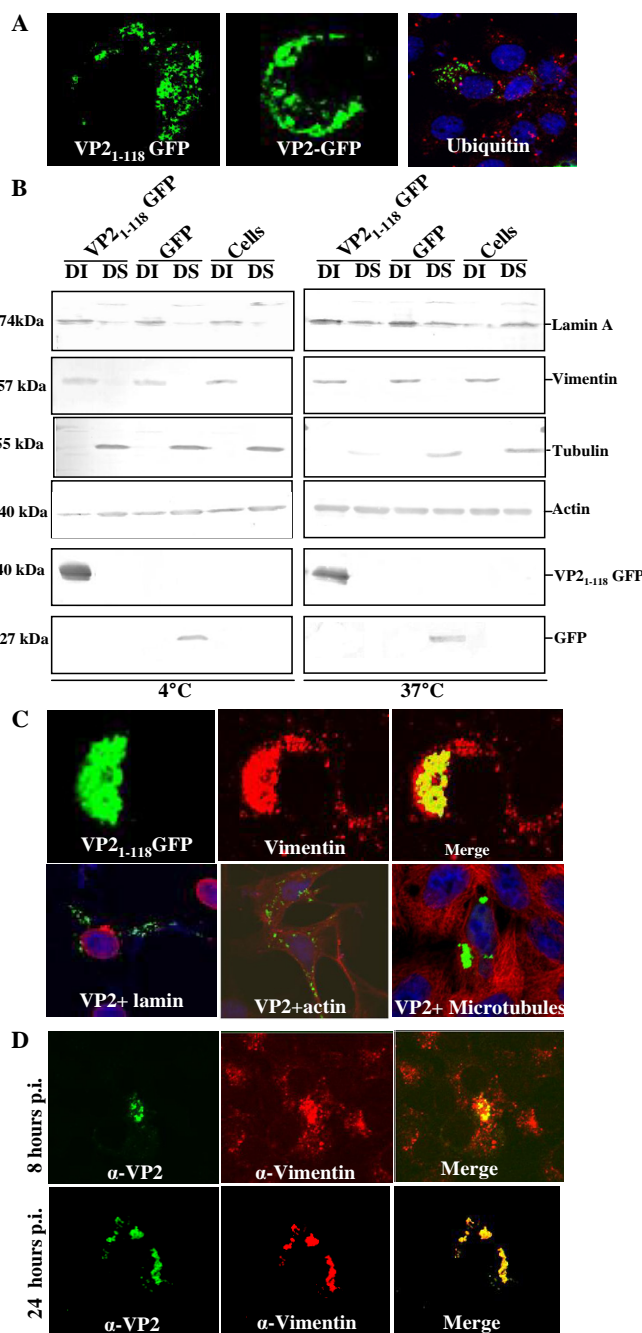 A
VP2₁₋₁₁₈ GFP
VP2-GFP
Ubiquitin
B
VP2₁₋₁₁₈ GFP GFP Cells VP2₁₋₁₁₈ GFP GFP Cells
DI DS DI DS DI DS DI DS DI DS DI DS
74kDa Lamin A
57 kDa Vimentin
55 kDa Tubulin
40 kDa Actin
40 kDa VP2₁₋₁₁₈ GFP
27 kDa GFP
4°C 37°C
C
VP2₁₋₁₁₈GFP Vimentin Merge
VP2+ lamin VP2+actin VP2+ Microtubules
D
8 hours p.i.
α-VP2 α-Vimentin Merge
24 hours p.i.
α-VP2 α-Vimentin Merge